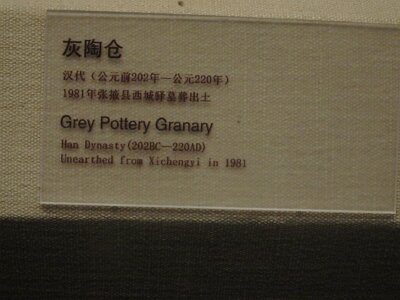 灰陶仓
汉代（公元前202年—公元220年）
1981年张掖县西城驿墓葬出土
Grey Pottery Granary
Han Dynasty(202BC—220AD)
Unearthed from Xichengyi in 1981